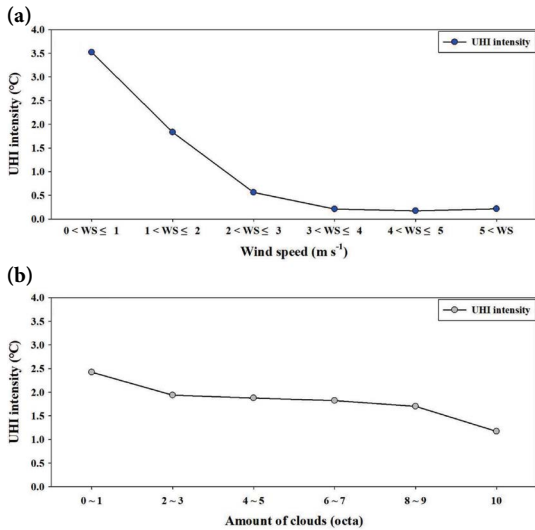 (a)
4.0
3.5
3.0
2.5
2.0
1.5
1.0
0.5
0.0
UHI intensity (°C)
UHI intensity
0 < WS ≤ 1 1 < WS ≤ 2 2 < WS ≤ 3 3 < WS ≤ 4 4 < WS ≤ 5 5 < WS
Wind speed (m s⁻¹)
(b)
4.0
3.5
3.0
2.5
2.0
1.5
1.0
0.5
0.0
UHI intensity (°C)
UHI intensity
0 ~ 1 2 ~ 3 4 ~ 5 6 ~ 7 8 ~ 9 10
Amount of clouds (octa)